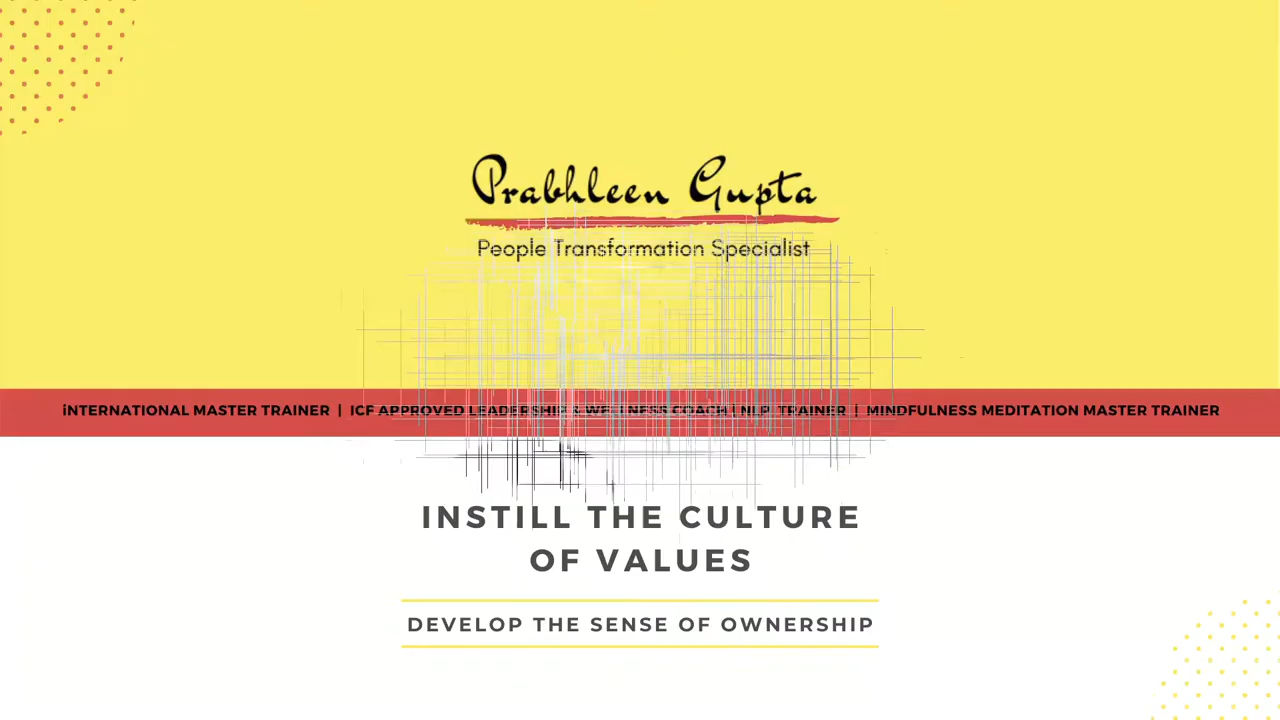 Prabhleen Gupta
People Transformation Specialist
iNTERNATIONAL MASTER TRAINER | ICF APPROVED LEADERSHIP & WELLNESS COACH | NLP TRAINER | MINDFULNESS MEDITATION MASTER TRAINER
INSTILL THE CULTURE
OF VALUES
DEVELOP THE SENSE OF OWNERSHIP